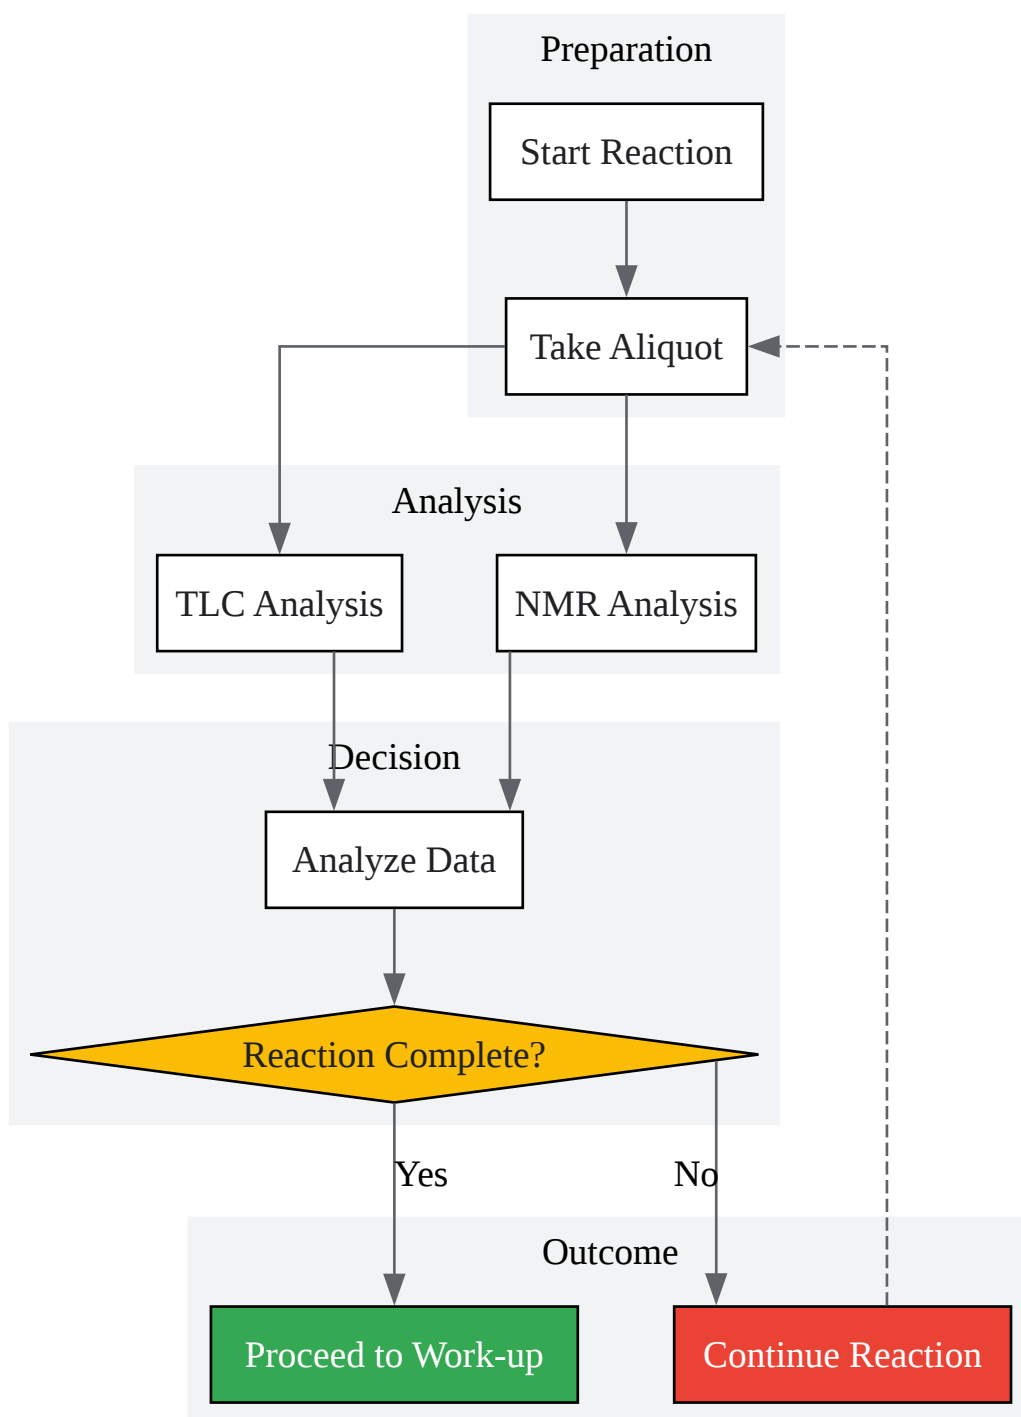 Preparation
Start Reaction
Take Aliquot
Analysis
TLC Analysis
NMR Analysis
Decision
Analyze Data
Reaction Complete?
Yes
No
Outcome
Proceed to Work-up
Continue Reaction